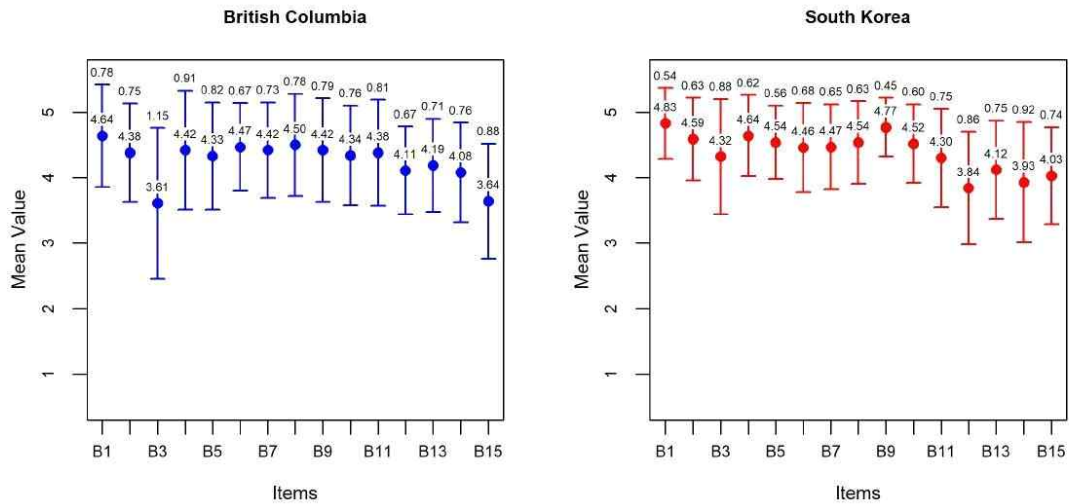 British Columbia
0.78 0.75 1.15 0.91 0.82 0.67 0.73 0.78 0.79 0.76 0.81 0.67 0.71 0.76 0.88
4.64 4.38 3.61 4.42 4.33 4.47 4.42 4.50 4.42 4.34 4.38 4.11 4.19 4.08 3.64
5
4
3
2
1
Mean Value
B1 B3 B5 B7 B9 B11 B13 B15
Items
South Korea
0.54 0.63 0.88 0.62 0.56 0.68 0.65 0.63 0.45 0.60 0.75 0.86 0.75 0.92 0.74
4.83 4.59 4.32 4.64 4.54 4.46 4.47 4.54 4.77 4.52 4.30 3.84 4.12 3.93 4.03
5
4
3
2
1
Mean Value
B1 B3 B5 B7 B9 B11 B13 B15
Items